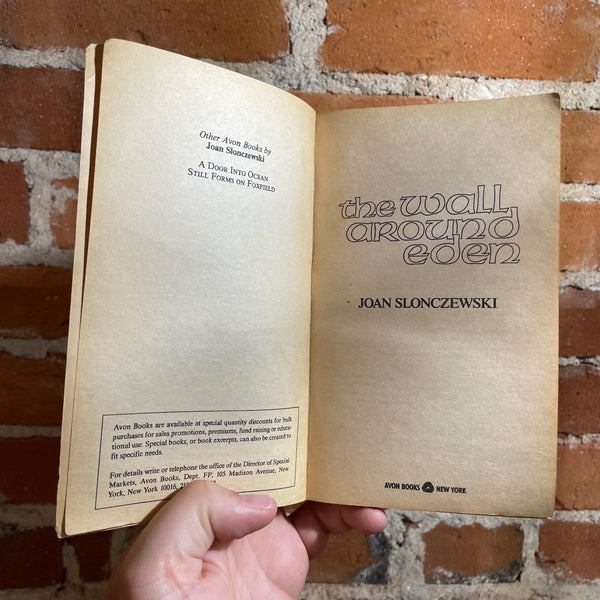 Other Avon Books by
Joan Slonczewski
A DOOR INTO OCEAN
STILL FORMS ON FOXFIELD
Avon Books are available at special quantity discounts for bulk
purchases for sales promotions, premiums, fund raising or educa-
tional use. Special books, or book excerpts, can also be created to
fit specific needs.
For details write or telephone the office of the Director of Special
Markets, Avon Books, Dept. FP, 105 Madison Avenue, New
York, New York 10016,
the wall
around
eden
JOAN SLONCZEWSKI
AVON BOOKS NEW YORK